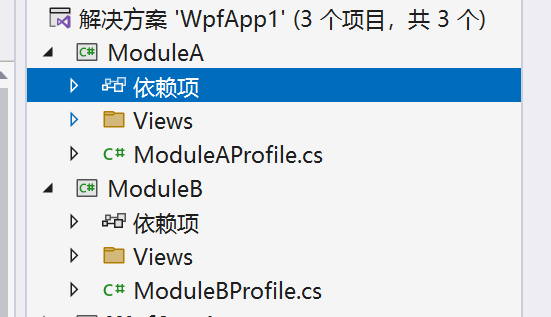 解决方案 'WpfApp1' (3 个项目，共 3 个)
C# ModuleA
依赖项
Views
C# ModuleAProfile.cs
C# ModuleB
依赖项
Views
C# ModuleBProfile.cs